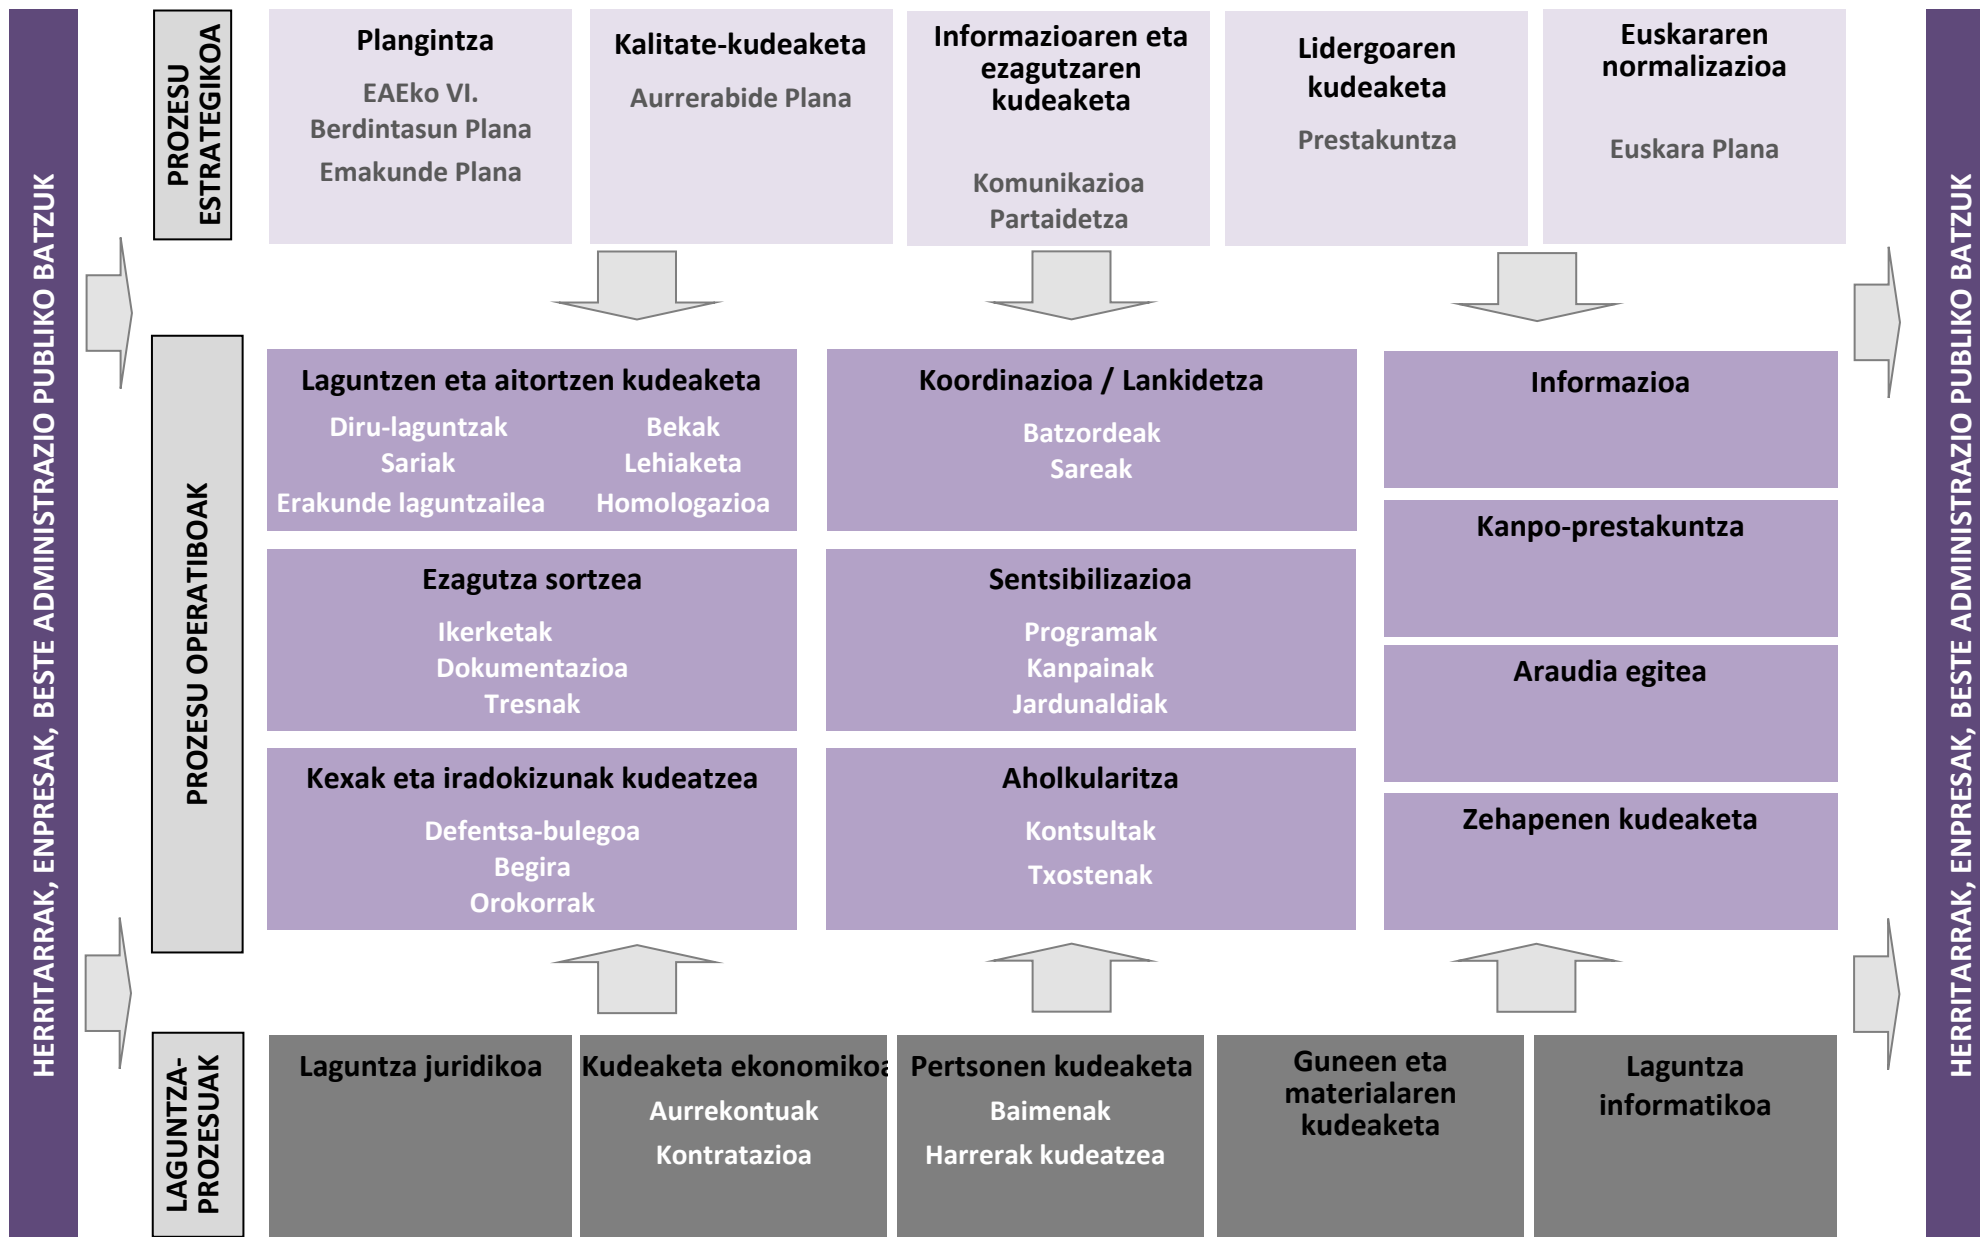 HERRITARRAK, ENPRESAK, BESTE ADMINISTRAZIO PUBLIKO BATZUK
PROZESU
ESTRATEGIKOA
Plangintza
EAEko VI.
Berdintasun Plana
Emakunde Plana
Kalitate-kudeaketa
Aurrerabide Plana
Informazioaren eta
ezagutzaren
kudeaketa
Komunikazioa
Partaidetza
Lidergoaren
kudeaketa
Prestakuntza
Euskararen
normalizazioa
Euskara Plana
PROZESU OPERATIBOAK
Laguntzen eta aitortzen kudeaketa
Diru-laguntzak Bekak
Sariak Lehiaketa
Erakunde laguntzailea Homologazioa
Koordinazioa / Lankidetza
Batzordeak
Sareak
Informazioa
Kanpo-prestakuntza
Ezagutza sortzea
Ikerketak
Dokumentazioa
Tresnak
Sentsibilizazioa
Programak
Kanpainak
Jardunaldiak
Araudia egitea
Kexak eta iradokizunak kudeatzea
Defentsa-bulegoa
Begira
Orokorrak
Aholkularitza
Kontsultak
Txostenak
Zehapenen kudeaketa
LAGUNTZA-
PROZESUAK
Laguntza juridikoa
Kudeaketa ekonomikoa
Aurrekontuak
Kontratazioa
Pertsonen kudeaketa
Baimenak
Harrerak kudeatzea
Guneen eta
materialaren
kudeaketa
Laguntza
informatikoa
HERRITARRAK, ENPRESAK, BESTE ADMINISTRAZIO PUBLIKO BATZUK